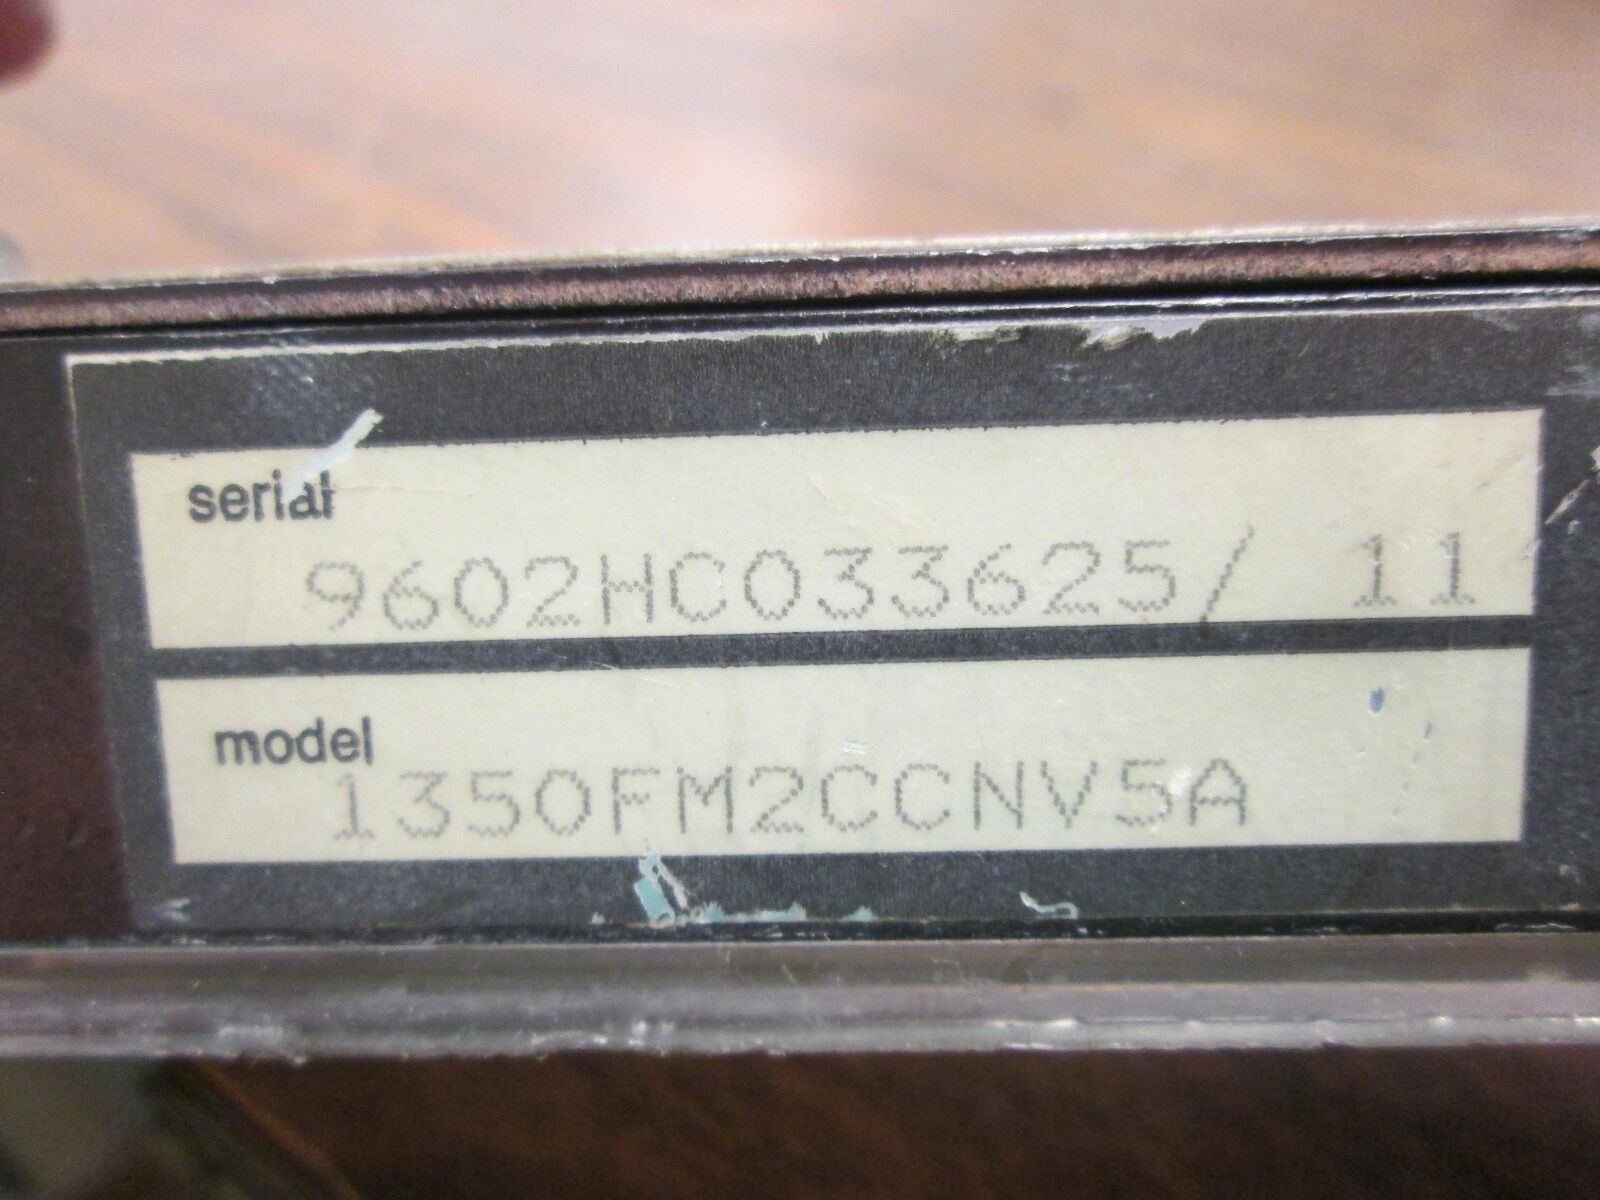 serial
9602HC033625/ 11
model
1350FM2CCNV5A